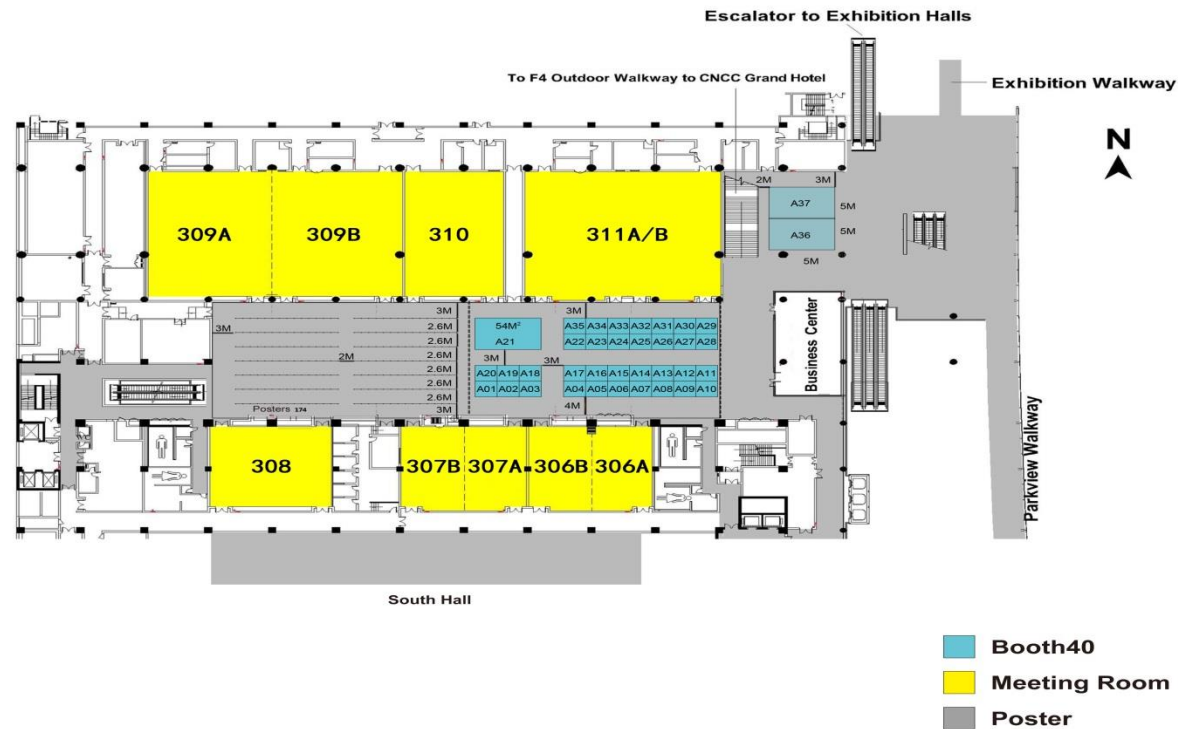 Escalator to Exhibition Halls
To F4 Outdoor Walkway to CNCC Grand Hotel
Exhibition Walkway
N
309A
309B
310
311A/B
2M
3M
A37
5M
A36
5M
5M
3M
3M
3M
2.6M
2.6M
2.6M
2M
2.6M
2.6M
2.6M
3M
54M²
A21
A35 A34 A33 A32 A31 A30 A29
A22 A23 A24 A25 A26 A27 A28
3M
3M
A20 A19 A18
A01 A02 A03
A17 A16 A15 A14 A13 A12 A11
A04 A05 A06 A07 A08 A09 A10
4M
Posters 174
Business Center
Parkview Walkway
308
307B
307A
306B
306A
South Hall
Booth40
Meeting Room
Poster